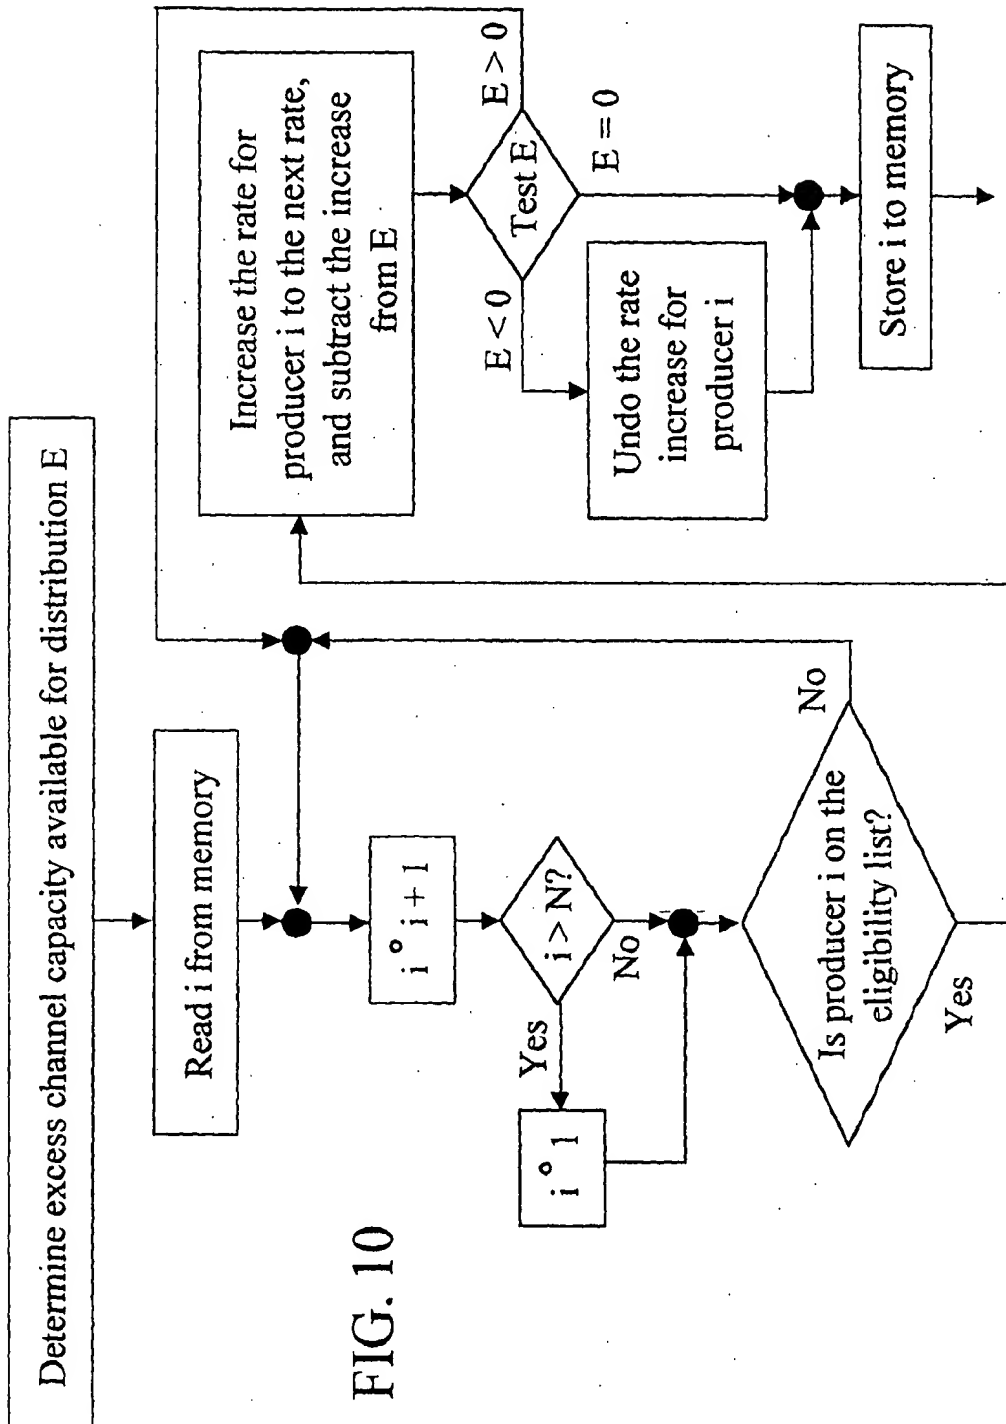 Determine excess channel capacity available for distribution E
Read i from memory
i ° i + 1
i > N?
Yes
No
i ° 1
Is producer i on the
eligibility list?
No
Yes
Increase the rate for
producer i to the next rate,
and subtract the increase
from E
Test E
E > 0
E < 0
E = 0
Undo the rate
increase for
producer i
Store i to memory
FIG. 10